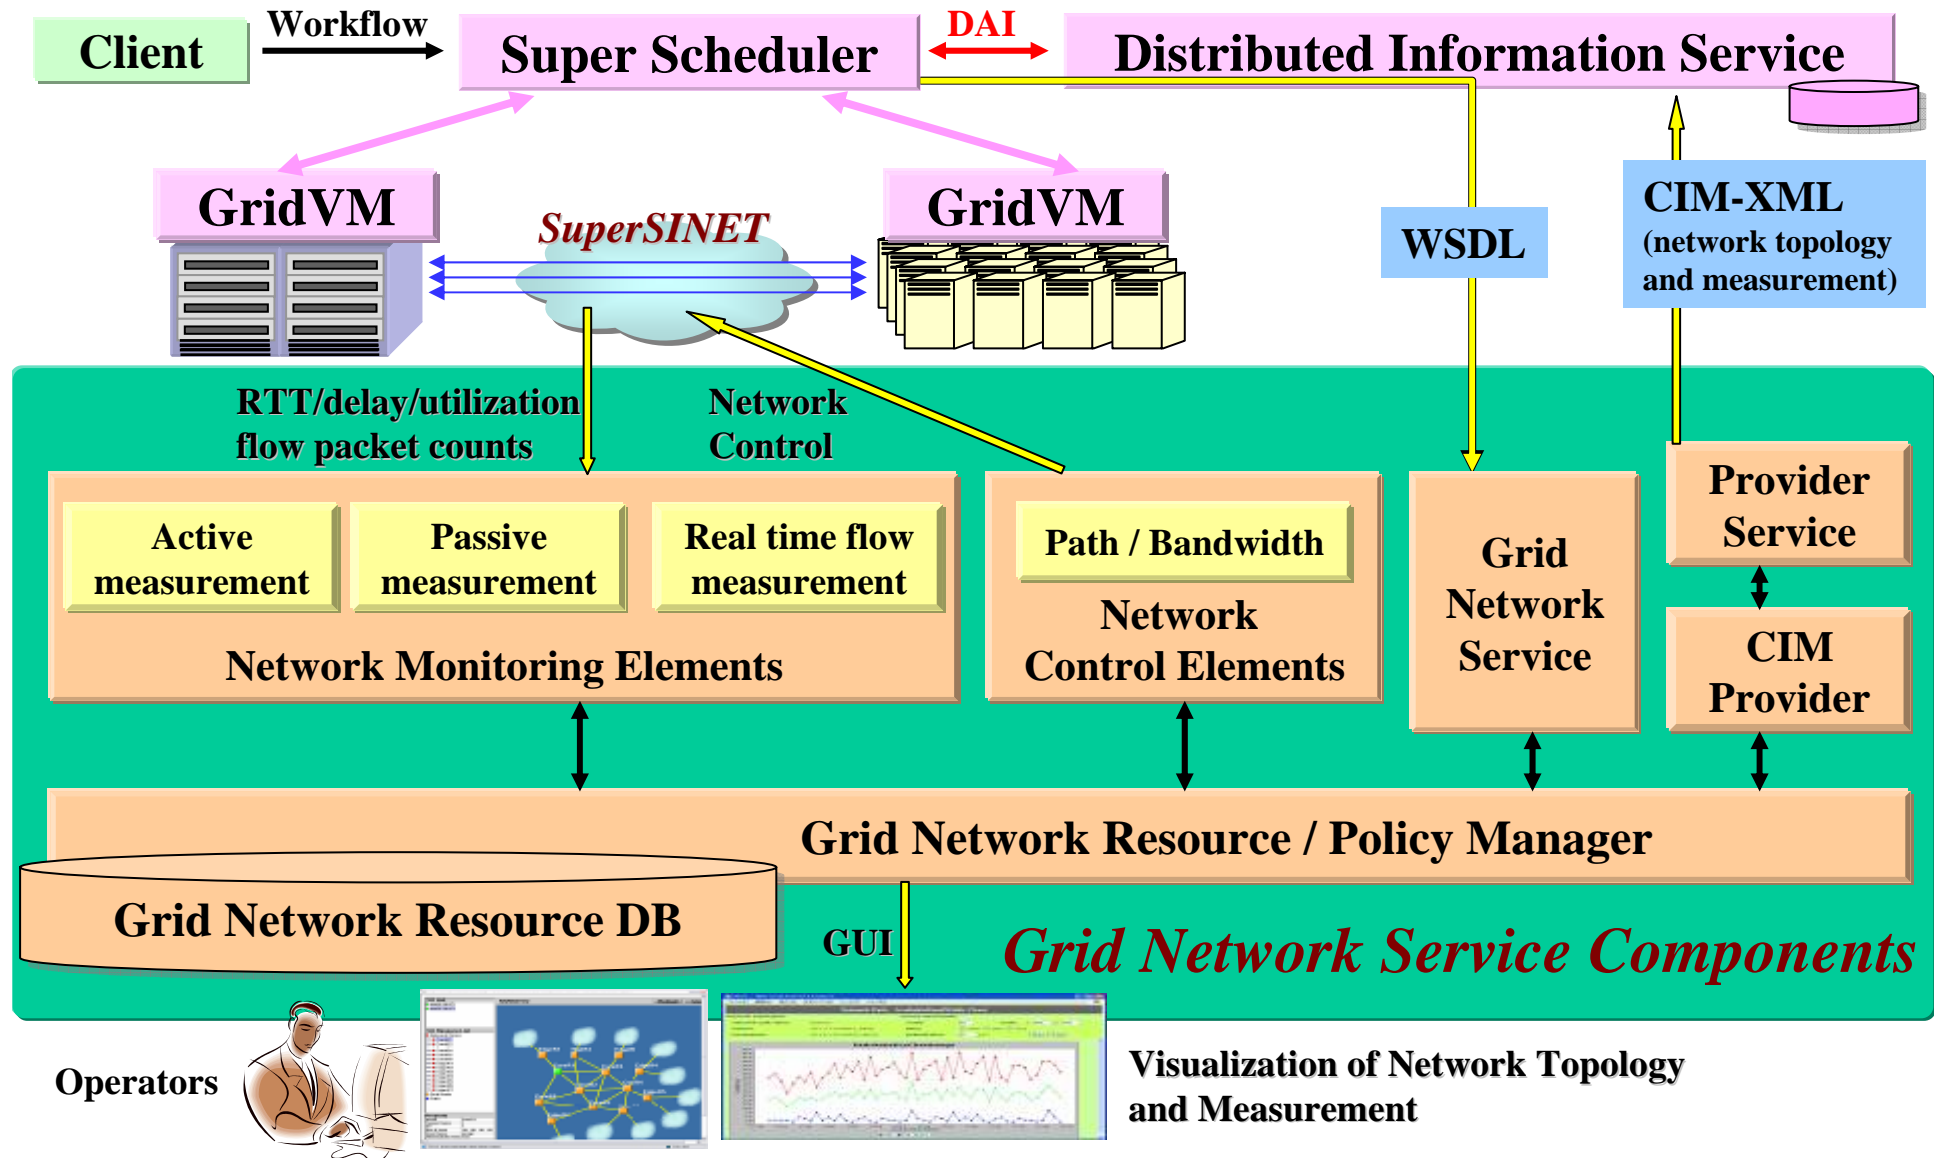 Client
Workflow
Super Scheduler
DAI
Distributed Information Service
GridVM
SuperSINET
GridVM
WSDL
CIM-XML
(network topology
and measurement)
RTT/delay/utilization
flow packet counts
Network
Control
Active
measurement
Passive
measurement
Real time flow
measurement
Network Monitoring Elements
Path / Bandwidth
Network
Control Elements
Grid
Network
Service
Provider
Service
CIM
Provider
Grid Network Resource / Policy Manager
Grid Network Resource DB
GUI
Grid Network Service Components
Operators
Visualization of Network Topology
and Measurement